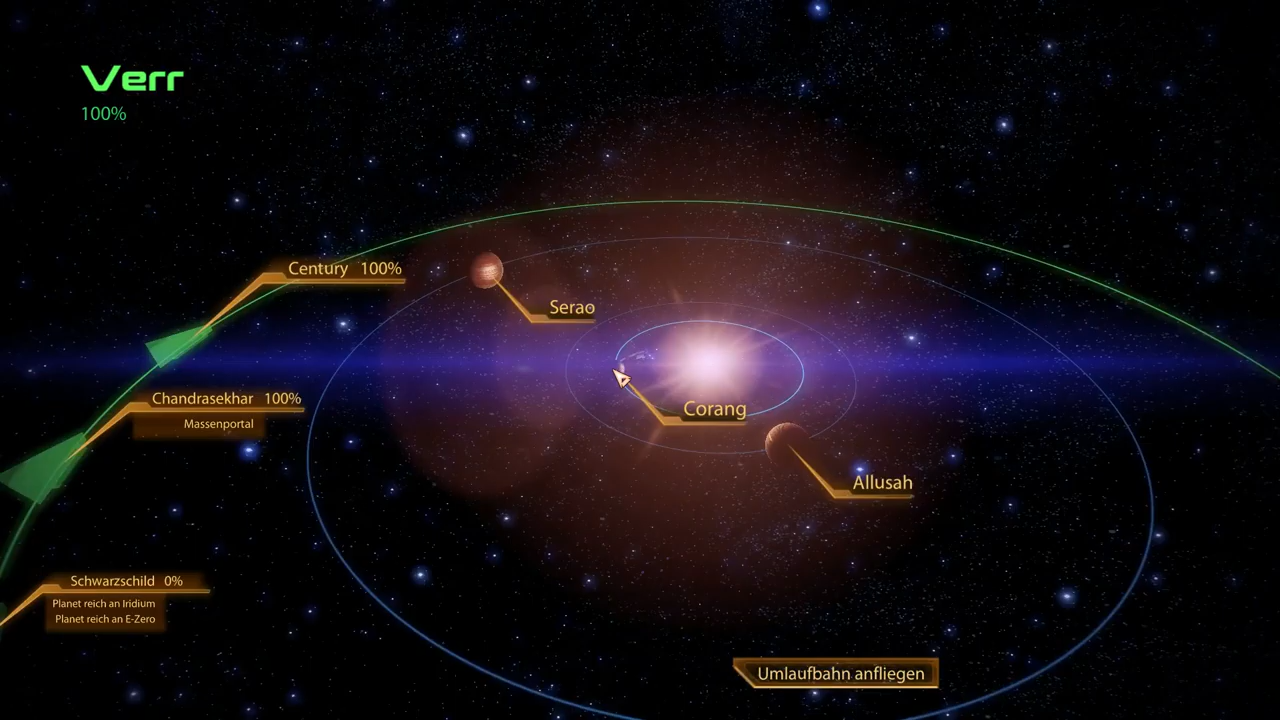 Verr
100%
Century 100%
Serao
Chandrasekhar 100%
Massenportal
Corang
Allusah
Schwarzschild 0%
Planet reich an Iridium
Planet reich an E-Zero
Umlaufbahn anfliegen